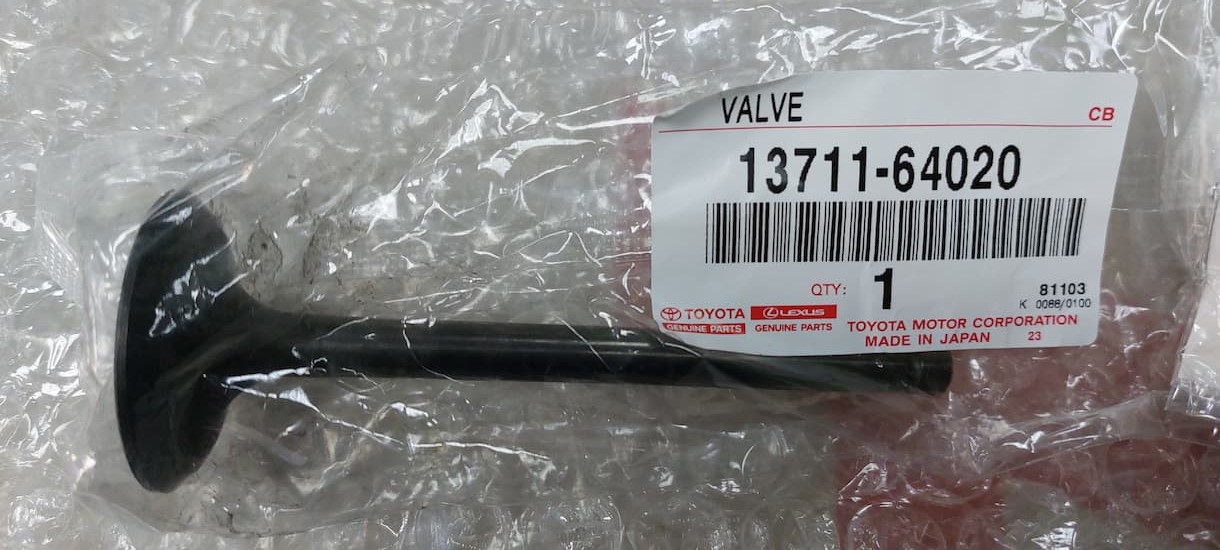 VALVE CB
13711-64020
QTY: 1
81103
K 0088/0100
TOYOTA LEXUS
GENUINE PARTS GENUINE PARTS
TOYOTA MOTOR CORPORATION
MADE IN JAPAN 23